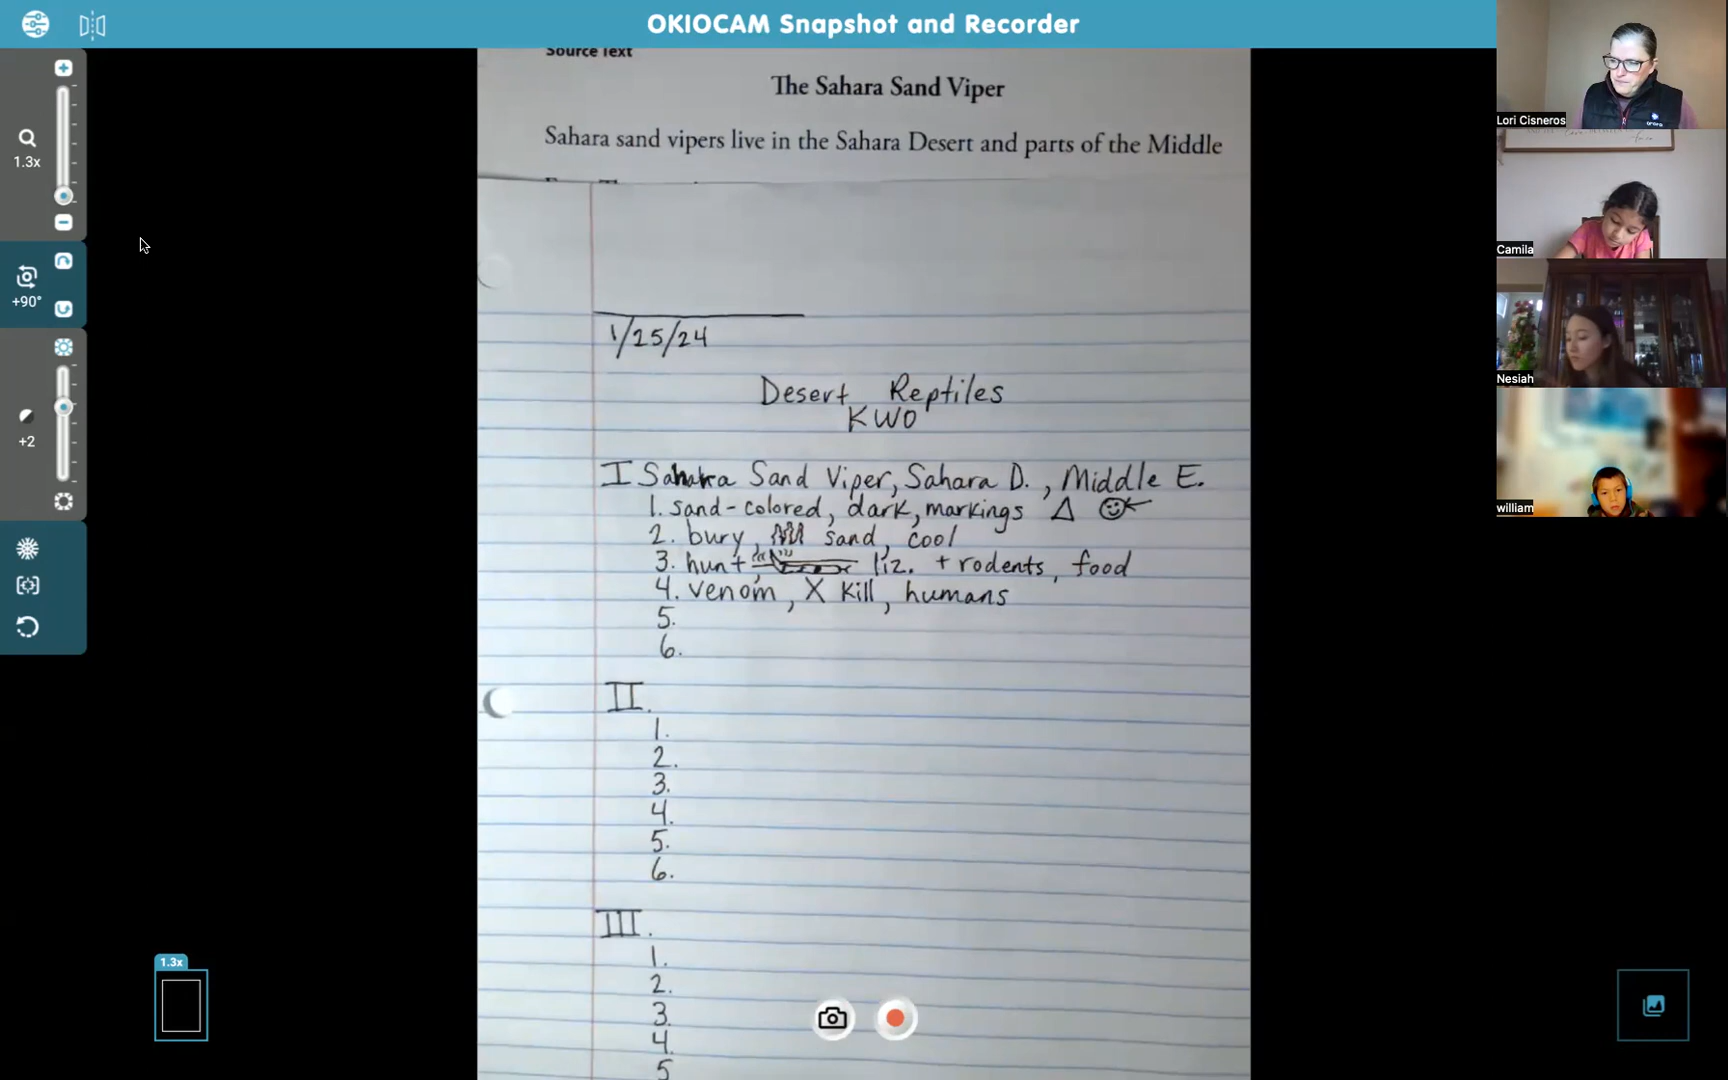 OKIOCAM Snapshot and Recorder
1.3x
+90°
+2
1.3x
Source Text
The Sahara Sand Viper
Sahara sand vipers live in the Sahara Desert and parts of the Middle
1/25/24
Desert Reptiles
KWO
I Sahara Sand Viper, Sahara D., Middle E.
1. sand-colored, dark, markings
2. bury, sand, cool
3. hunt, liz. + rodents, food
4. venom, X kill, humans
5.
6.
II.
1.
2.
3.
4.
5.
6.
III.
1.
2.
3.
4.
5
Lori Cisneros
Camila
Nesiah
william